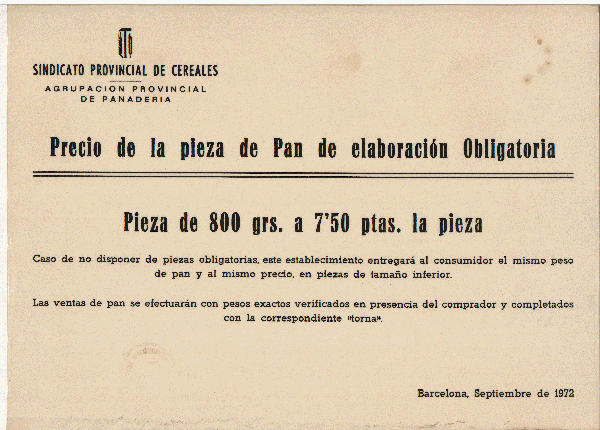 SINDICATO PROVINCIAL DE CEREALES
AGRUPACION PROVINCIAL
DE PANADERIA
Precio de la pieza de Pan de elaboración Obligatoria
Pieza de 800 grs. a 7'50 ptas. la pieza
Caso de no disponer de piezas obligatorias, este establecimiento entregará al consumidor el mismo peso
de pan y al mismo precio, en piezas de tamaño inferior.
Las ventas de pan se efectuarán con pesos exactos verificados en presencia del comprador y completados
con la correspondiente "torna".
Barcelona, Septiembre de 1972